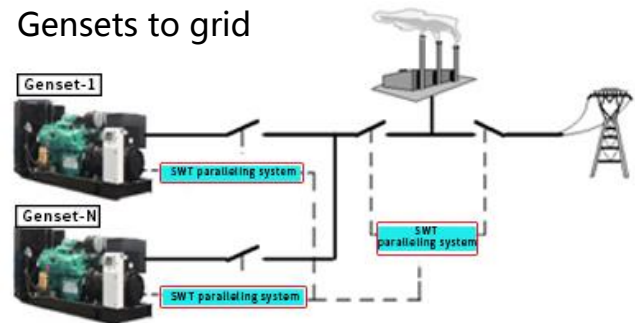 Gensets to grid
Genset-1
SWT paralleling system
Genset-N
SWT
paralleling system
SWT paralleling system